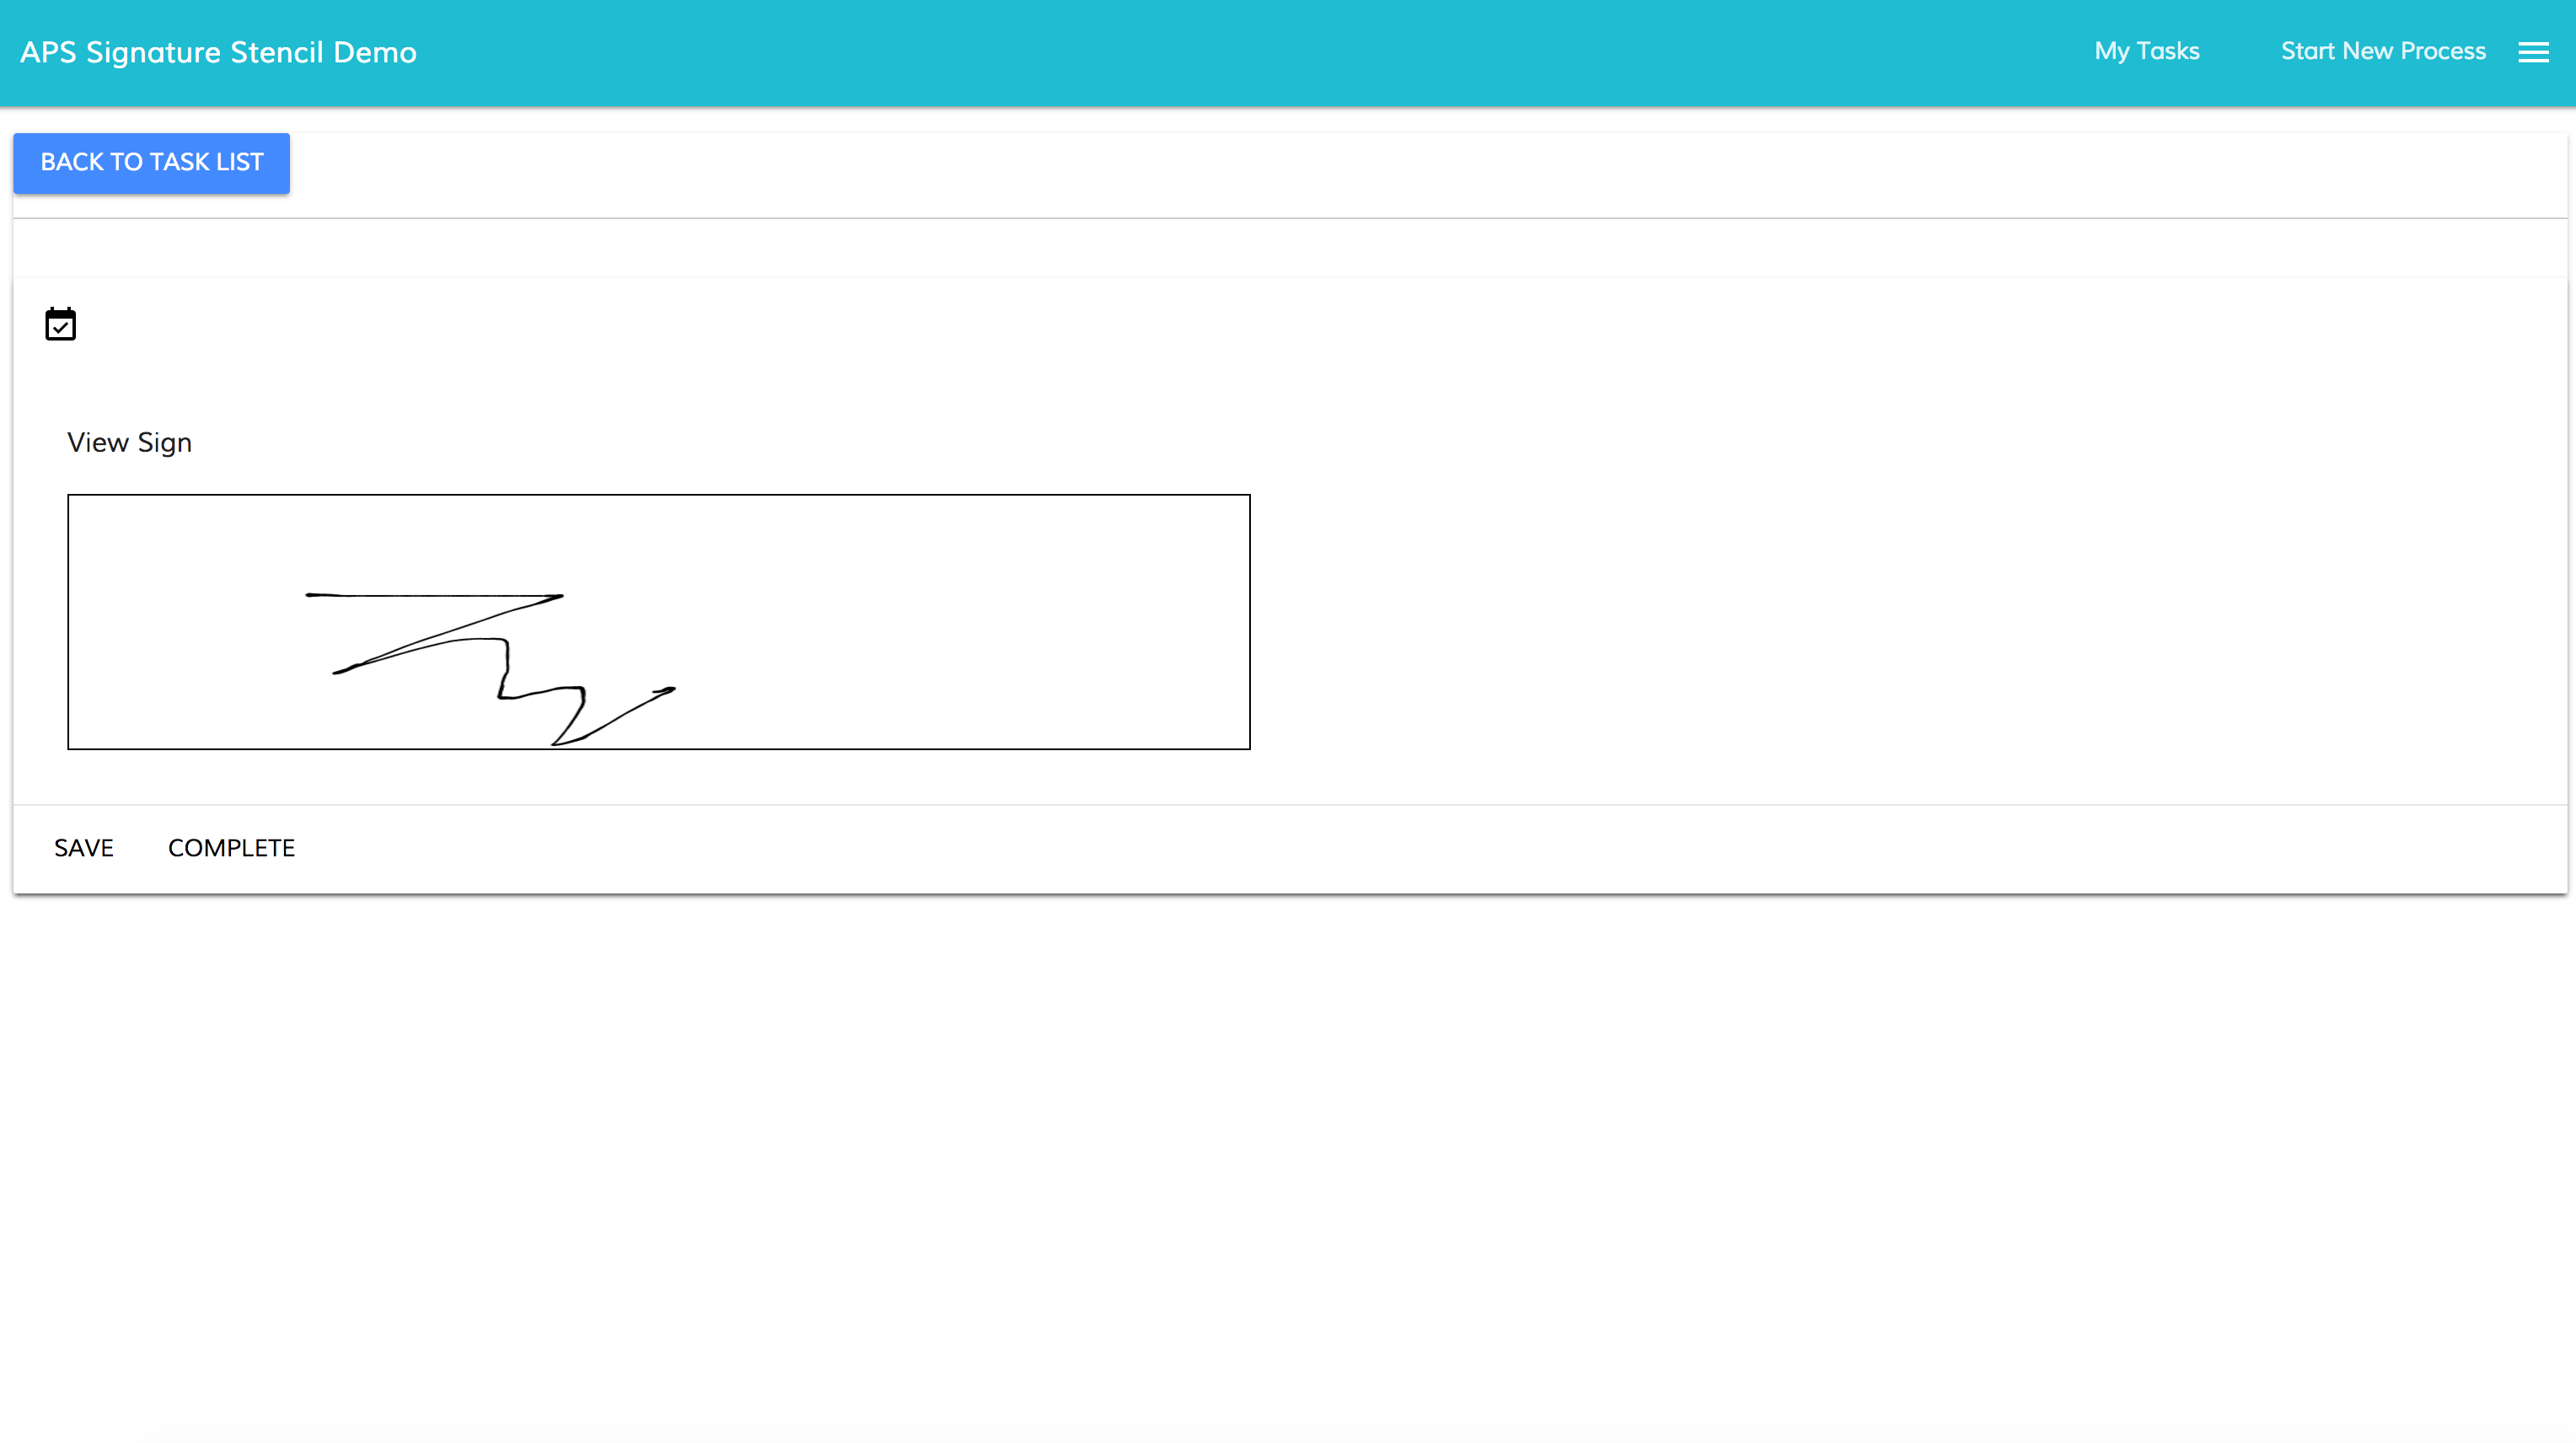 APS Signature Stencil Demo
My Tasks
Start New Process
BACK TO TASK LIST
View Sign
SAVE
COMPLETE